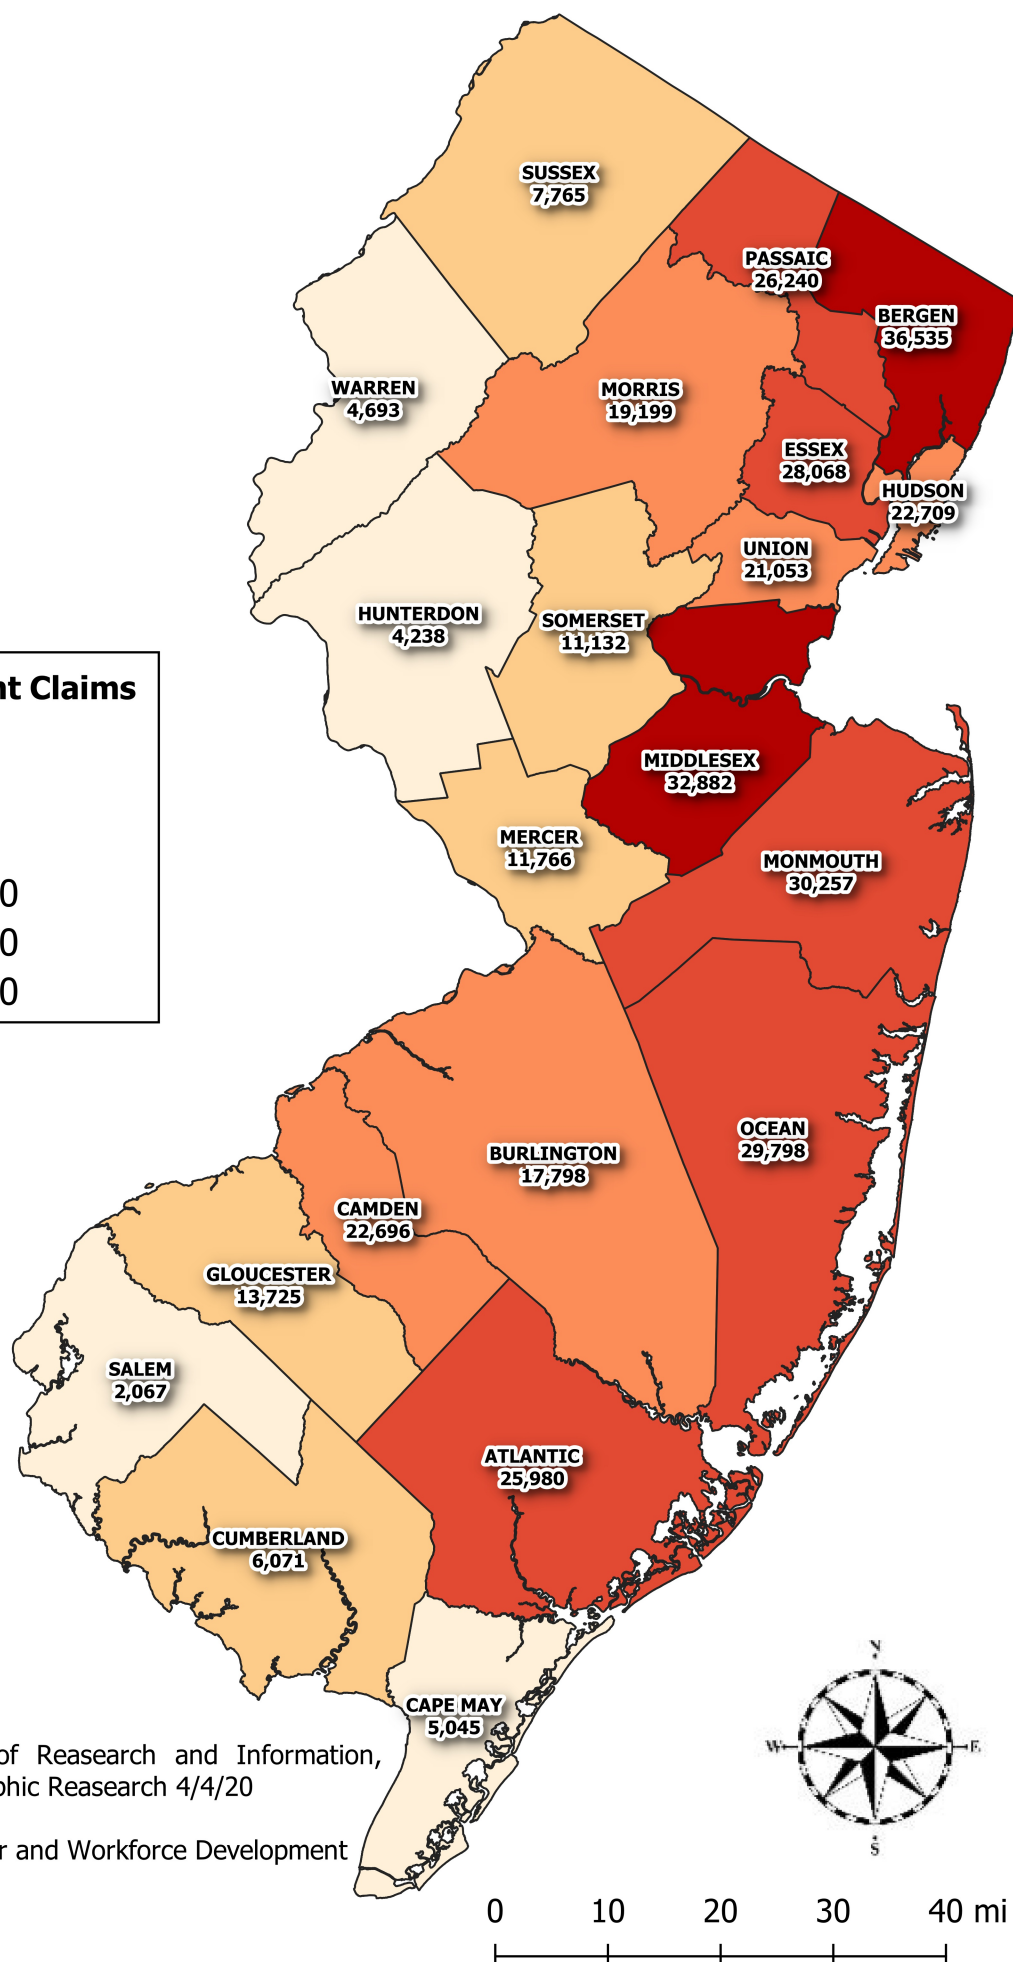 SUSSEX
7,765
PASSAIC
26,240
BERGEN
36,535
WARREN
4,693
MORRIS
19,199
ESSEX
28,068
HUDSON
22,709
UNION
21,053
HUNTERDON
4,238
SOMERSET
11,132
nt Claims
0
0
0
MIDDLESEX
32,882
MERCER
11,766
MONMOUTH
30,257
OCEAN
29,798
BURLINGTON
17,798
CAMDEN
22,696
GLOUCESTER
13,725
SALEM
2,067
ATLANTIC
25,980
CUMBERLAND
6,071
CAPE MAY
5,045
of Reasearch and Information,
phic Reasearch 4/4/20
r and Workforce Development
N
W E
S
0 10 20 30 40 mi